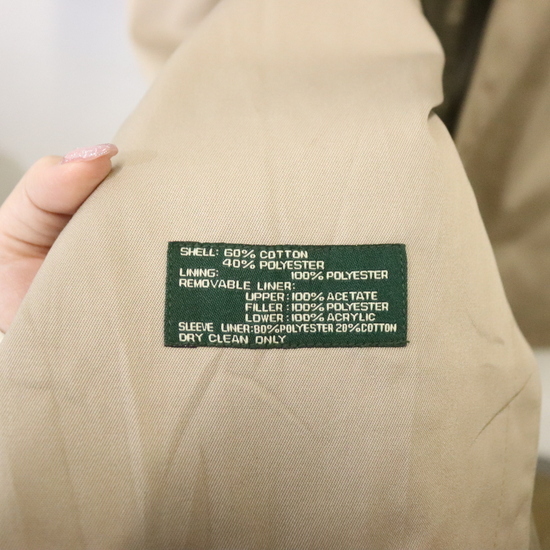 SHELL: 60% COTTON
40% POLYESTER
LINING: 100% POLYESTER
REMOVABLE LINER:
UPPER: 100% ACETATE
FILLER: 100% POLYESTER
LOWER: 100% ACRYLIC
SLEEVE LINER: 80% POLYESTER 20% COTTON
DRY CLEAN ONLY